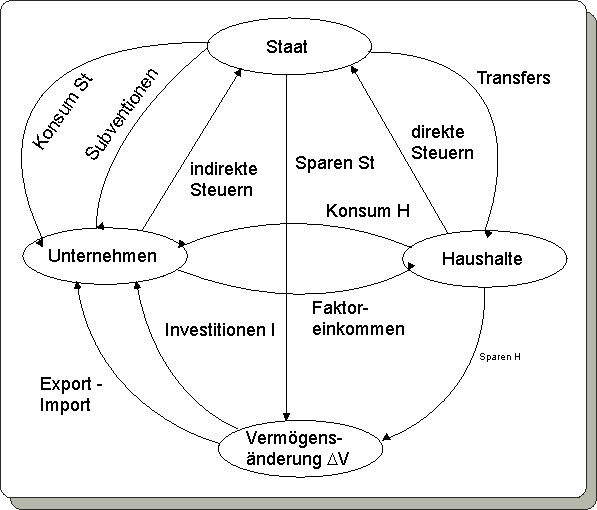 Staat
Konsum St
Subventionen
Transfers
indirekte
Steuern
Sparen St
direkte
Steuern
Konsum H
Unternehmen
Haushalte
Faktor-
einkommen
Investitionen I
Sparen H
Export -
Import
Vermögens-
änderung ∆V